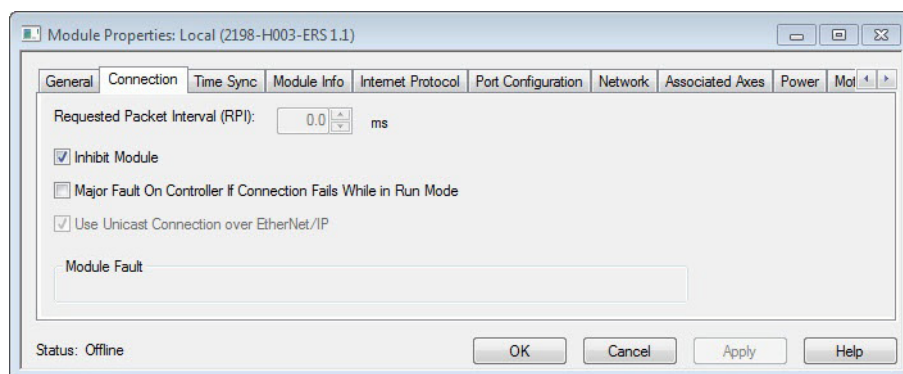 Module Properties: Local (2198-H003-ERS 1.1)
General Connection Time Sync Module Info Internet Protocol Port Configuration Network Associated Axes Power Mot
Requested Packet Interval (RPI): 0.0 ms
Inhibit Module
Major Fault On Controller If Connection Fails While in Run Mode
Use Unicast Connection over EtherNet/IP
Module Fault
Status: Offline OK Cancel Apply Help